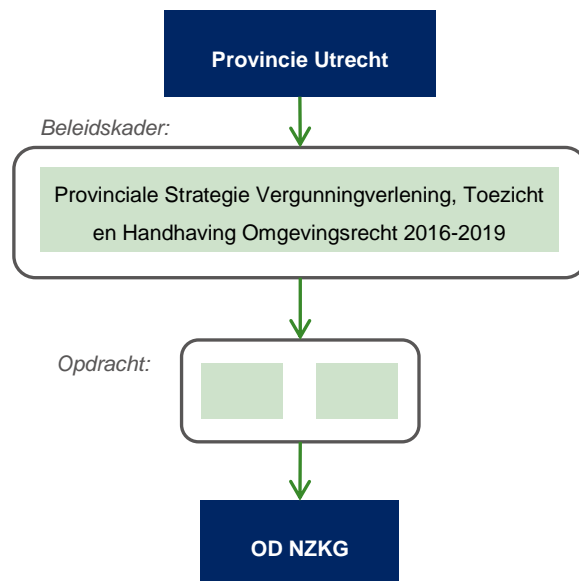 Provincie Utrecht
Beleidskader:
Provinciale Strategie Vergunningverlening, Toezicht
en Handhaving Omgevingsrecht 2016-2019
Opdracht:
OD NZKG